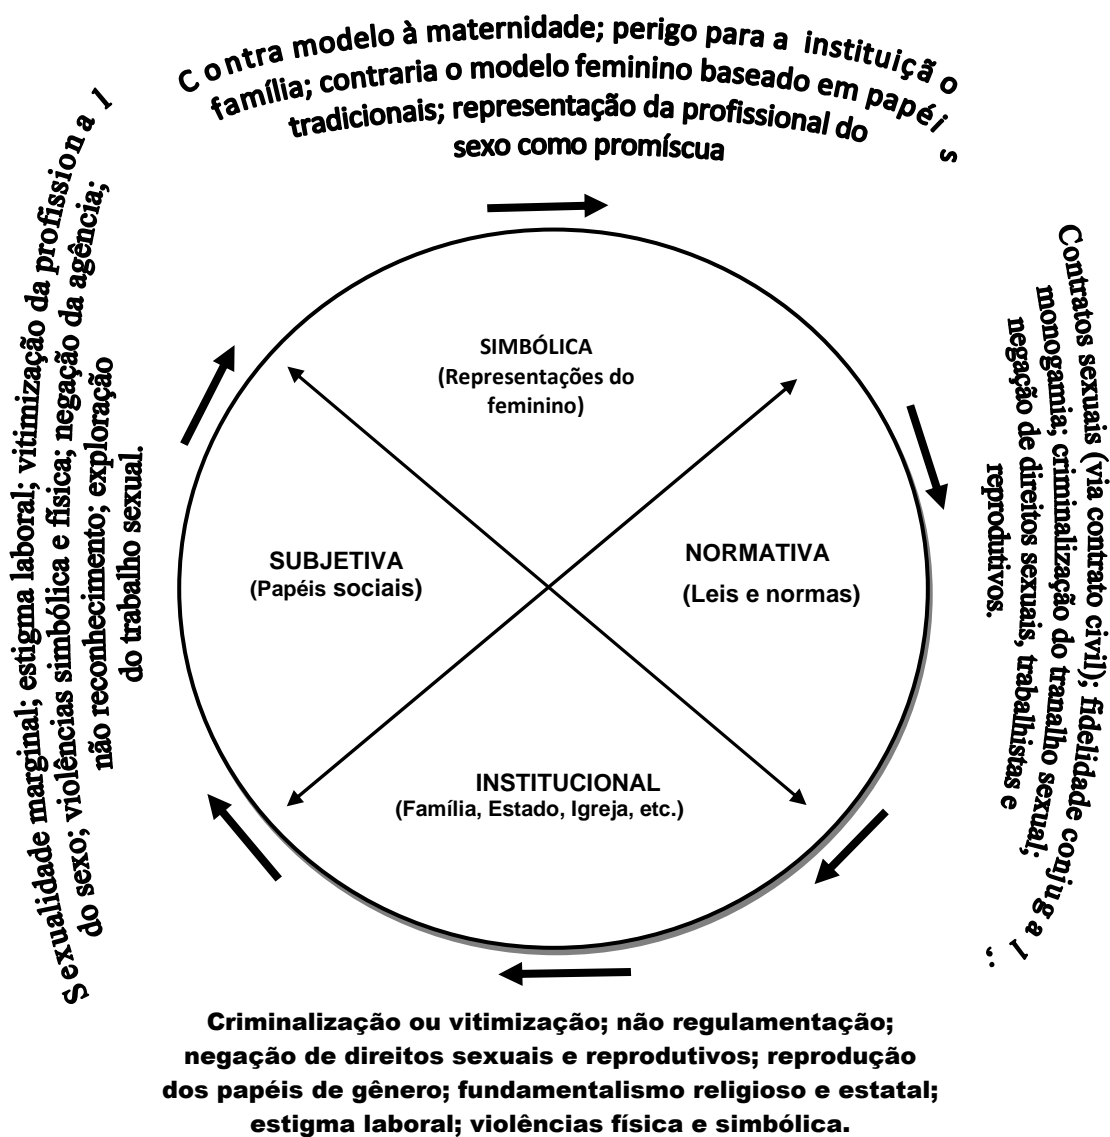 Contra modelo à maternidade; perigo para a instituição
família; contraria o modelo feminino baseado em papéis
tradicionais; representação da profissional do
sexo como promíscua
Sexualidade marginal; estigma laboral; vitimização da profissional
do sexo; violências simbólica e física; negação da agência;
não reconhecimento; exploração
do trabalho sexual.
SIMBÓLICA
(Representações do
feminino)
SUBJETIVA
(Papéis sociais)
NORMATIVA
(Leis e normas)
INSTITUCIONAL
(Família, Estado, Igreja, etc.)
Contratos sexuais (via contrato civil); fidelidade conjugal;
monogamia; criminalização do tranalho sexual;
negação de direitos sexuais, trabalhistas e
reprodutivos.
Criminalização ou vitimização; não regulamentação;
negação de direitos sexuais e reprodutivos; reprodução
dos papéis de gênero; fundamentalismo religioso e estatal;
estigma laboral; violências física e simbólica.